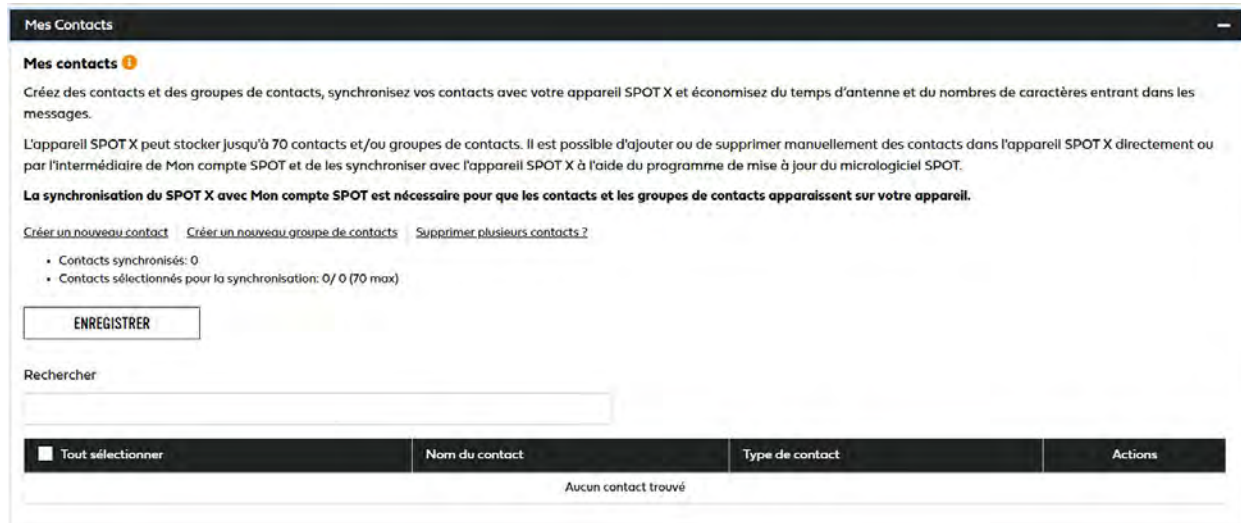 Mes Contacts
Mes contacts
Créez des contacts et des groupes de contacts, synchronisez vos contacts avec votre appareil SPOT X et économisez du temps d'antenne et du nombres de caractères entrant dans les
messages.
L'appareil SPOT X peut stocker jusqu'à 70 contacts et/ou groupes de contacts. Il est possible d'ajouter ou de supprimer manuellement des contacts dans l'appareil SPOT X directement ou
par l'intermédiaire de Mon compte SPOT et de les synchroniser avec l'appareil SPOT X à l'aide du programme de mise à jour du micrologiciel SPOT.
La synchronisation du SPOT X avec Mon compte SPOT est nécessaire pour que les contacts et les groupes de contacts apparaissent sur votre appareil.
Créer un nouveau contact Créer un nouveau groupe de contacts Supprimer plusieurs contacts ?
• Contacts synchronisés: 0
• Contacts sélectionnés pour la synchronisation: 0/ 0 (70 max)
ENREGISTRER
Rechercher
Tout sélectionner Nom du contact Type de contact Actions
Aucun contact trouvé